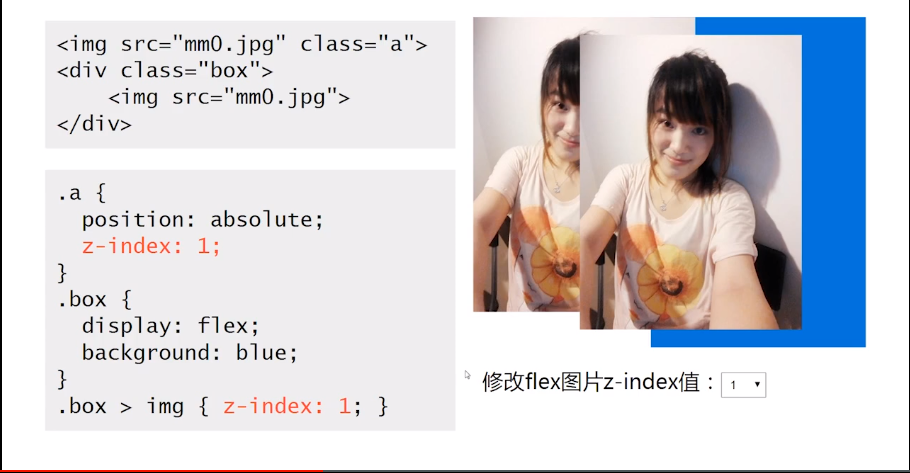 <img src="mm0.jpg" class="a">
<div class="box">
    <img src="mm0.jpg">
</div>
.a {
  position: absolute;
  z-index: 1;
}
.box {
  display: flex;
  background: blue;
}
.box > img { z-index: 1; }
修改flex图片z-index值：1